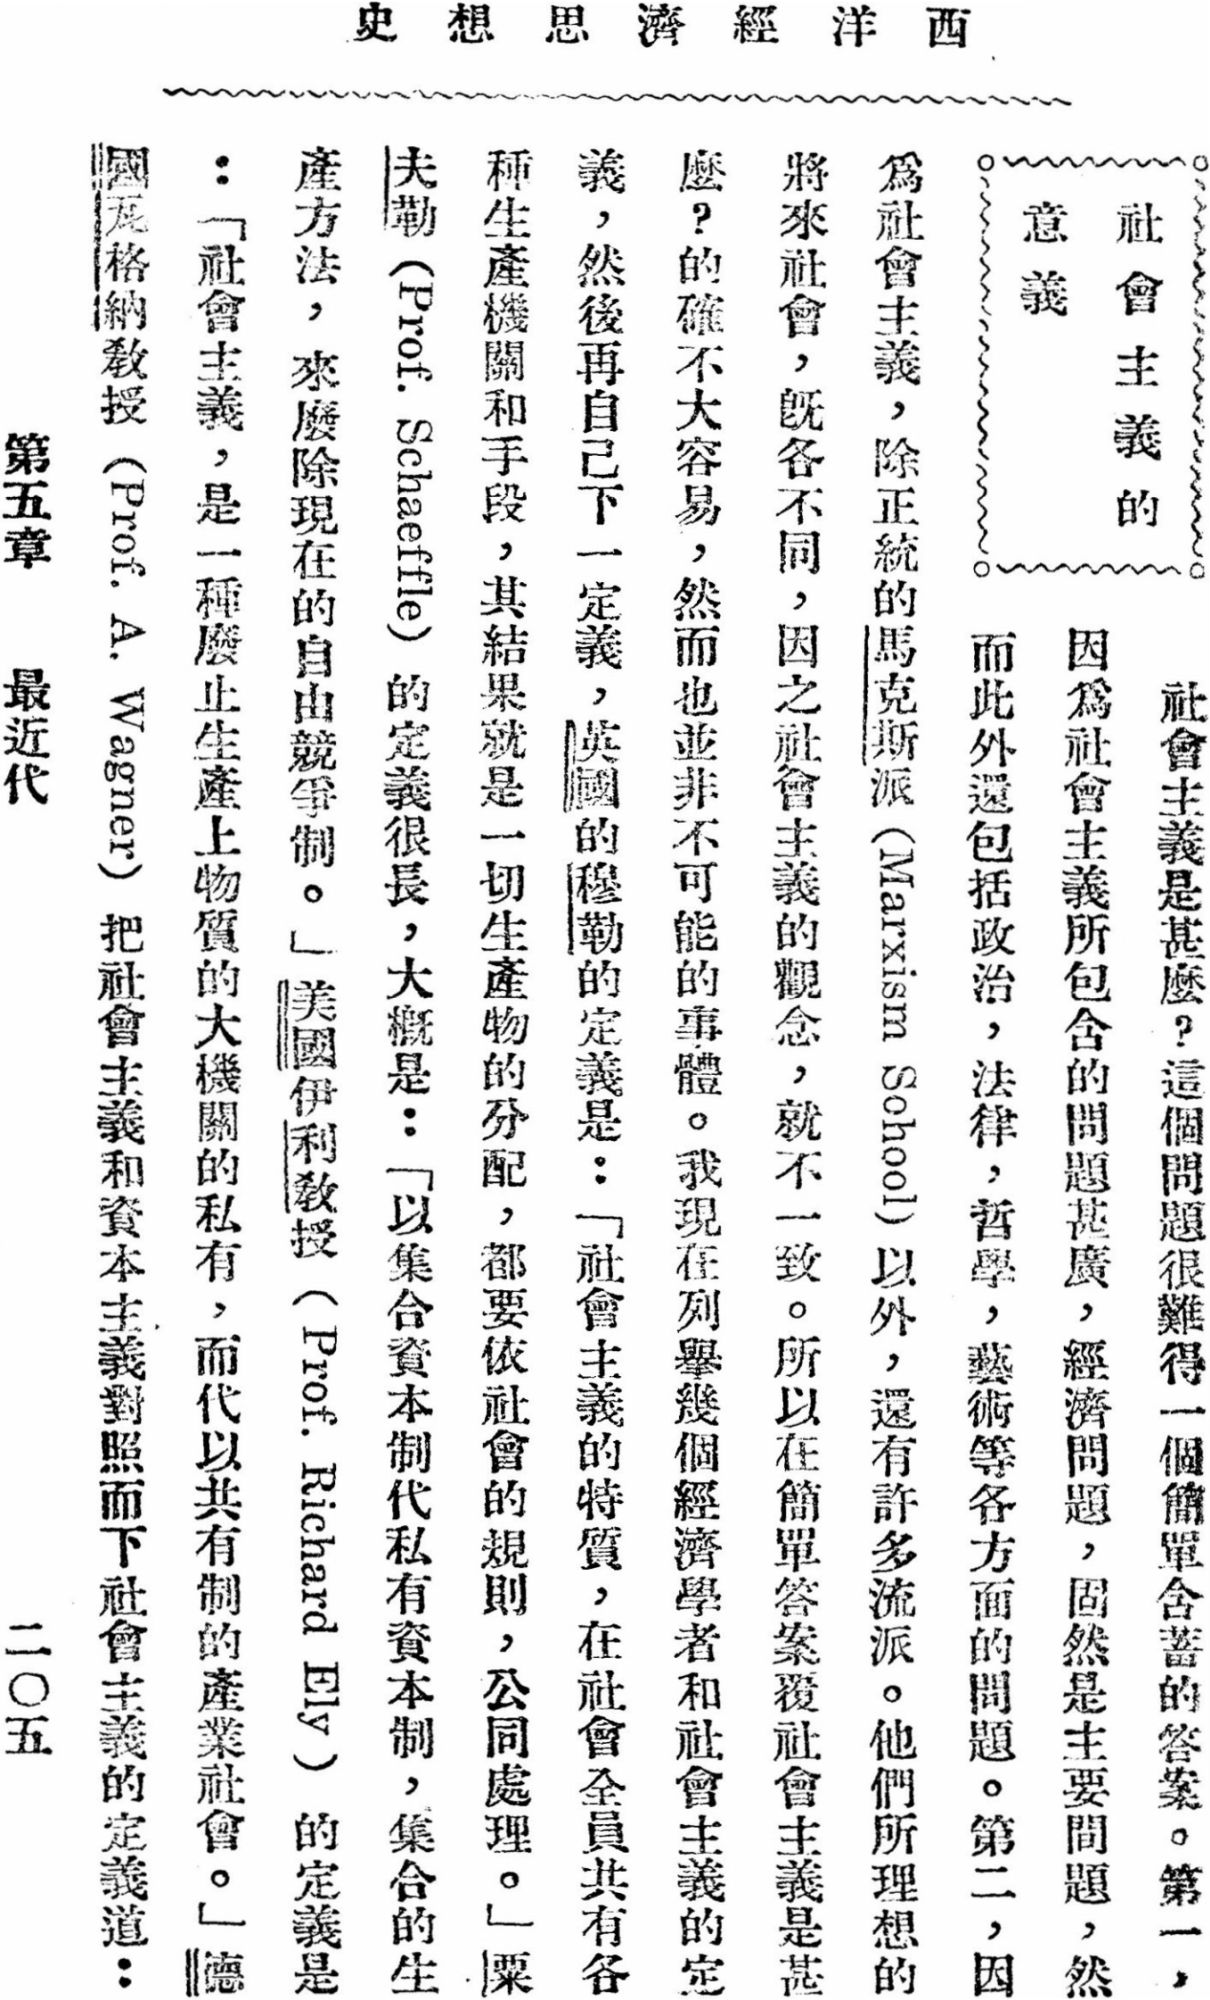 西洋經濟思想史
社會主義的
意義
社會主義是甚麽?這個問題很難得一個簡單含蓄的答案。第一,
因爲社會主義所包含的問題甚廣,經濟問題,固然是主要問題,然
而此外還包括政治,法律,哲學,藝術等各方面的問題。第二,因
爲社會主義,除正統的馬克斯派(Marxism Sohool)以外,還有許多流派。他們所理想的
將來社會,旣各不同,因之社會主義的觀念,就不一致。所以在簡單答案覆社會主義是甚
麽?的確不大容易,然而也並非不可能的事體。我現在列舉幾個經濟學者和社會主義的定
義,然後再自己下一定義,英國的穆勒的定義是:「社會主義的特質,在社會全員共有各
種生產機關和手段,其結果就是一切生產物的分配,都要依社會的規則,公同處理。」粟
夫勒(Prof. Schaeffle)的定義很長,大槪是:「以集合資本制代私有資本制,集合的生
產方法,來廢除現在的自由競爭制。」美國伊利敎授(Prof. Richard Ely)的定義是
:「社會主義,是一種廢止生產上物質的大機關的私有,而代以共有制的產業社會。」德
國瓦格納敎授(Prof. A. Wagner)把社會主義和資本主義對照而下社會主義的定義道:
第五章 最近代 二〇五